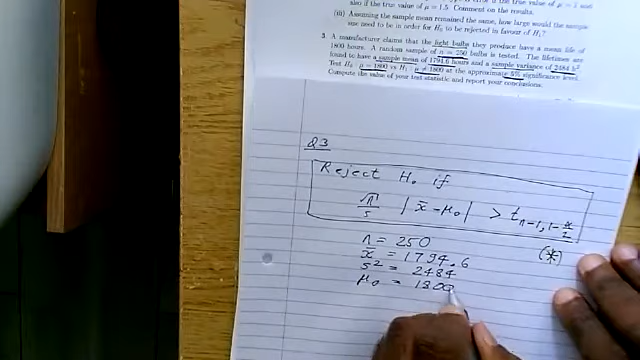 also if the true value of μ = 1.5. Comment on the results.
(iii) Assuming the sample mean remained the same, how large would the sample
size need to be in order for H₀ to be rejected in favour of H₁?
3. A manufacturer claims that the light bulbs they produce have a mean life of
1800 hours. A random sample of n = 250 bulbs is tested. The lifetimes are
found to have a sample mean of 1794.6 hours and a sample variance of 2484 h².
Test H₀ : μ = 1800 vs H₁ : μ ≠ 1800 at the approximate 5% significance level.
Compute the value of your test statistic and report your conclusions.
Q3
Reject H₀ if
√n/s |x̄ - μ₀| > t n-1, 1-α/2
(*)
n = 250
x̄ = 1794.6
s² = 2484
μ₀ = 1800